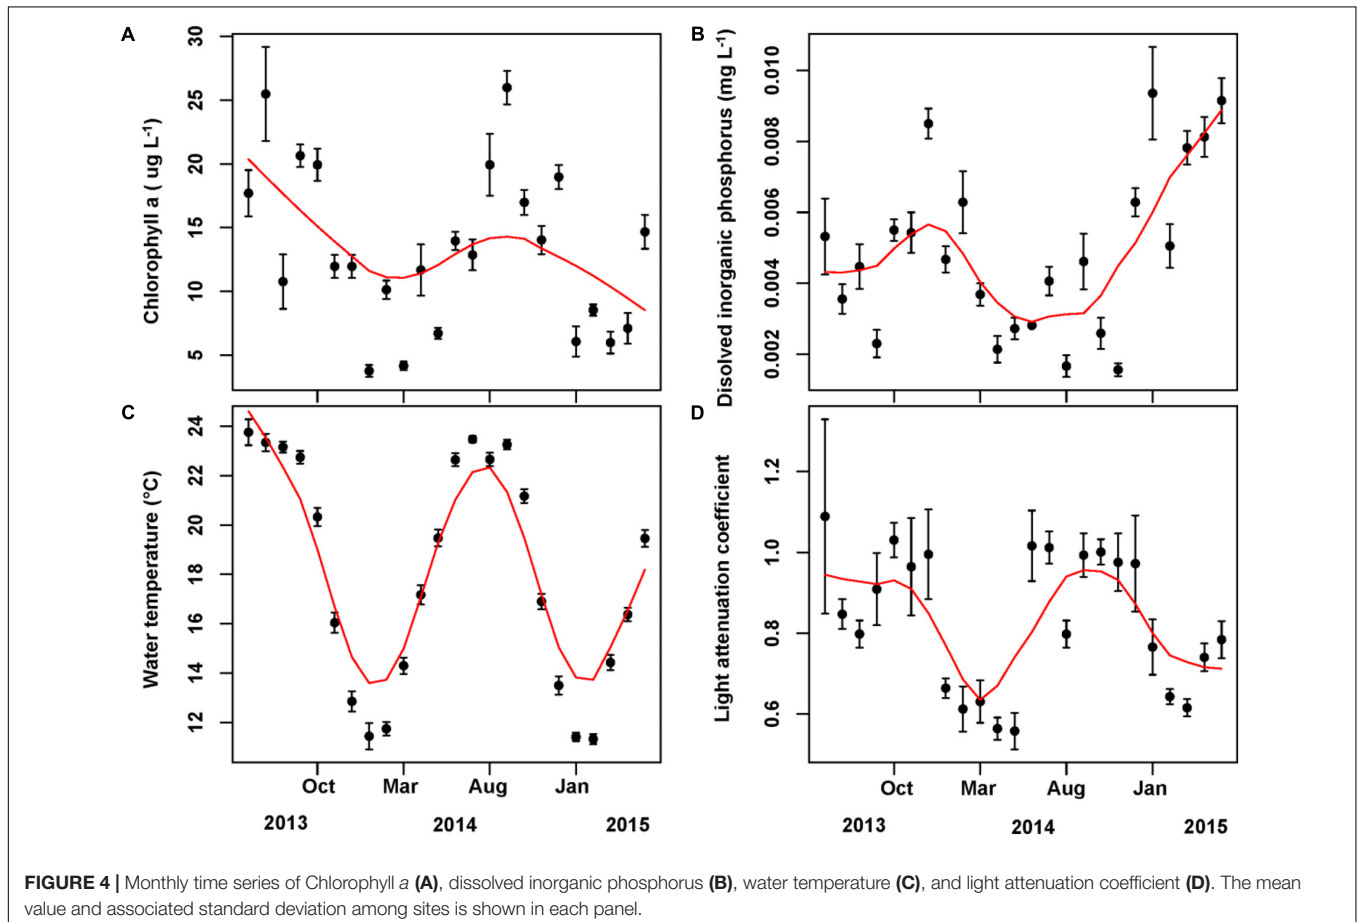 A
Chlorophyll a ( ug L-1)
30
25
20
15
10
5
B
Disolved inorganic phosphorus (mg L-1)
0.010
0.008
0.006
0.004
0.002
C
Water temperature (°C)
24
22
20
18
16
14
12
Oct
Mar
Aug
Jan
2013
2014
2015
D
Light attenuation coefficient
1.2
1.0
0.8
0.6
Oct
Mar
Aug
Jan
2013
2014
2015
FIGURE 4 | Monthly time series of Chlorophyll a (A), dissolved inorganic phosphorus (B), water temperature (C), and light attenuation coefficient (D). The mean
value and associated standard deviation among sites is shown in each panel.